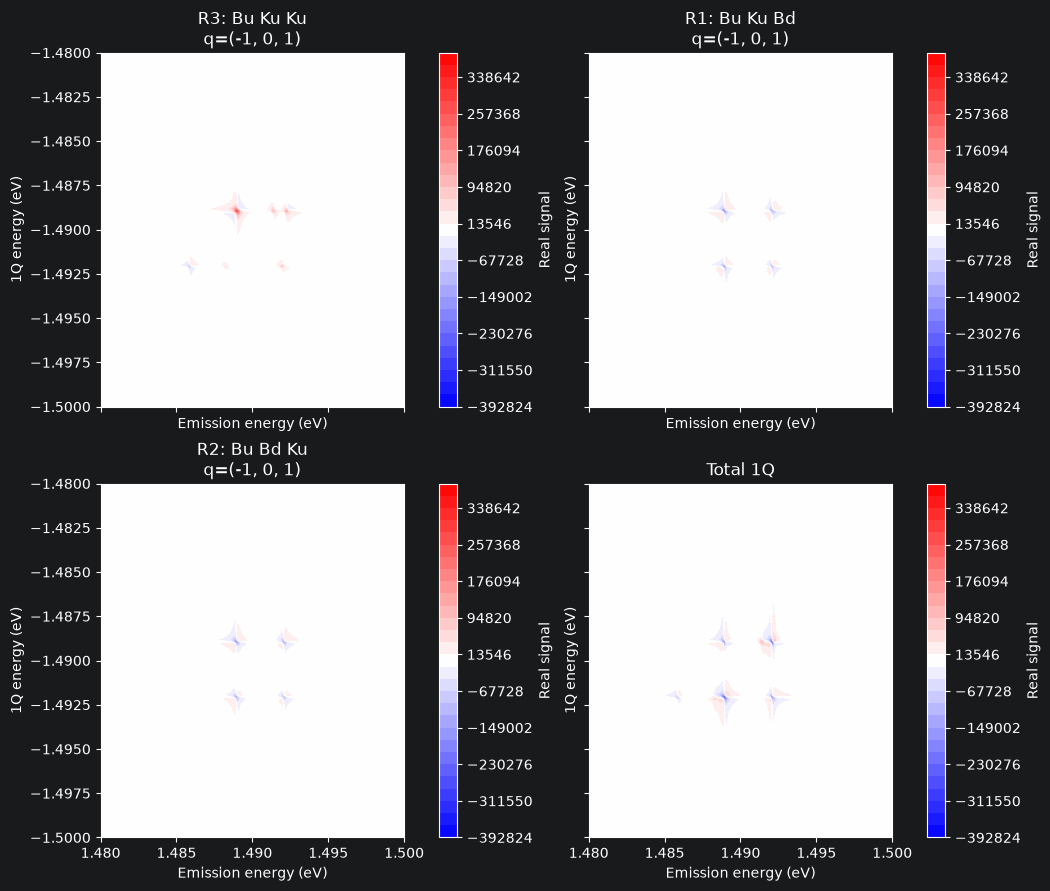 R3: Bu Ku Ku
q=(-1, 0, 1)
−1.4800
−1.4825
−1.4850
−1.4875
−1.4900
−1.4925
−1.4950
−1.4975
−1.5000
1Q energy (eV)
Emission energy (eV)
338642
257368
176094
94820
13546
−67728
−149002
−230276
−311550
−392824
Real signal
R1: Bu Ku Bd
q=(-1, 0, 1)
1Q energy (eV)
Emission energy (eV)
338642
257368
176094
94820
13546
−67728
−149002
−230276
−311550
−392824
Real signal
R2: Bu Bd Ku
q=(-1, 0, 1)
−1.4800
−1.4825
−1.4850
−1.4875
−1.4900
−1.4925
−1.4950
−1.4975
−1.5000
1Q energy (eV)
1.480 1.485 1.490 1.495 1.500
Emission energy (eV)
338642
257368
176094
94820
13546
−67728
−149002
−230276
−311550
−392824
Real signal
Total 1Q
1Q energy (eV)
1.480 1.485 1.490 1.495 1.500
Emission energy (eV)
338642
257368
176094
94820
13546
−67728
−149002
−230276
−311550
−392824
Real signal